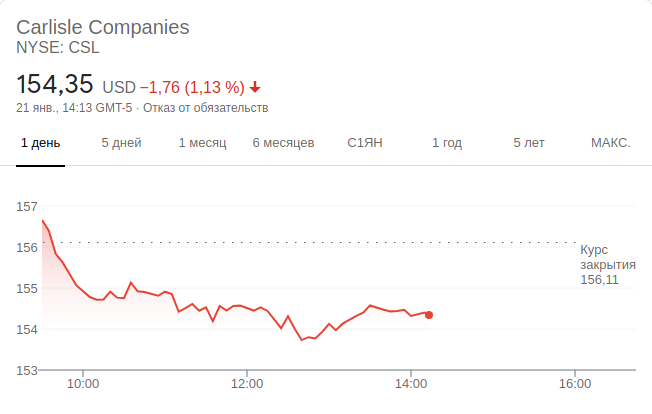 Carlisle Companies
NYSE: CSL
154,35 USD −1,76 (1,13 %)
21 янв., 14:13 GMT-5 · Отказ от обязательств
1 день 5 дней 1 месяц 6 месяцев С1ЯН 1 год 5 лет МАКС.
157
156
155
154
153
Курс
закрытия
156,11
10:00 12:00 14:00 16:00